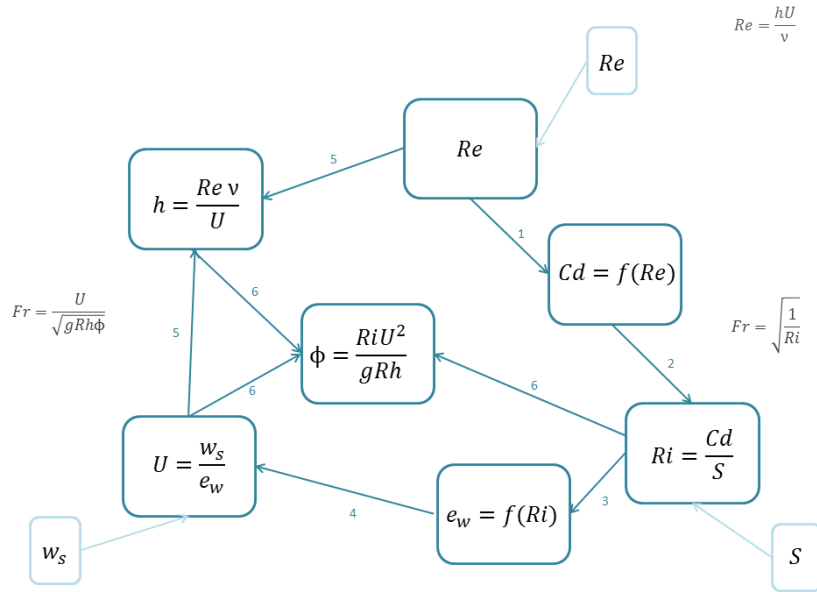 Re = hU/ν
Re
Re
5
h = Re ν/U
1
Cd = f(Re)
6
Fr = U/√gRhϕ
Fr = √1/Ri
5
ϕ = RiU²/gRh
2
6
6
U = w_s/e_w
Ri = Cd/S
e_w = f(Ri)
3
4
w_s
S